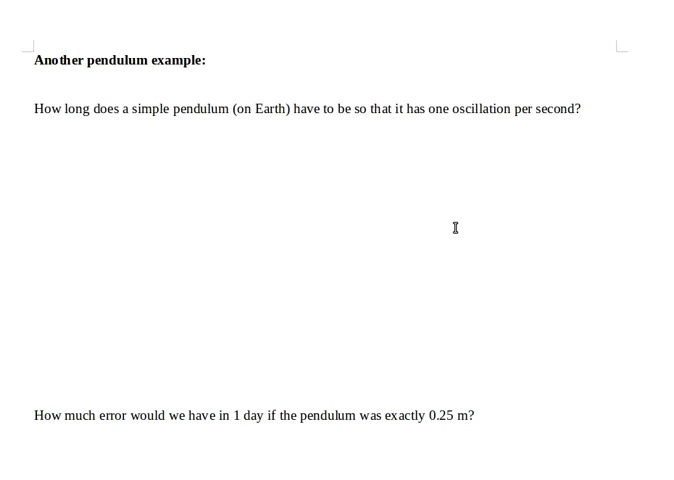 Another pendulum example:
How long does a simple pendulum (on Earth) have to be so that it has one oscillation per second?
How much error would we have in 1 day if the pendulum was exactly 0.25 m?